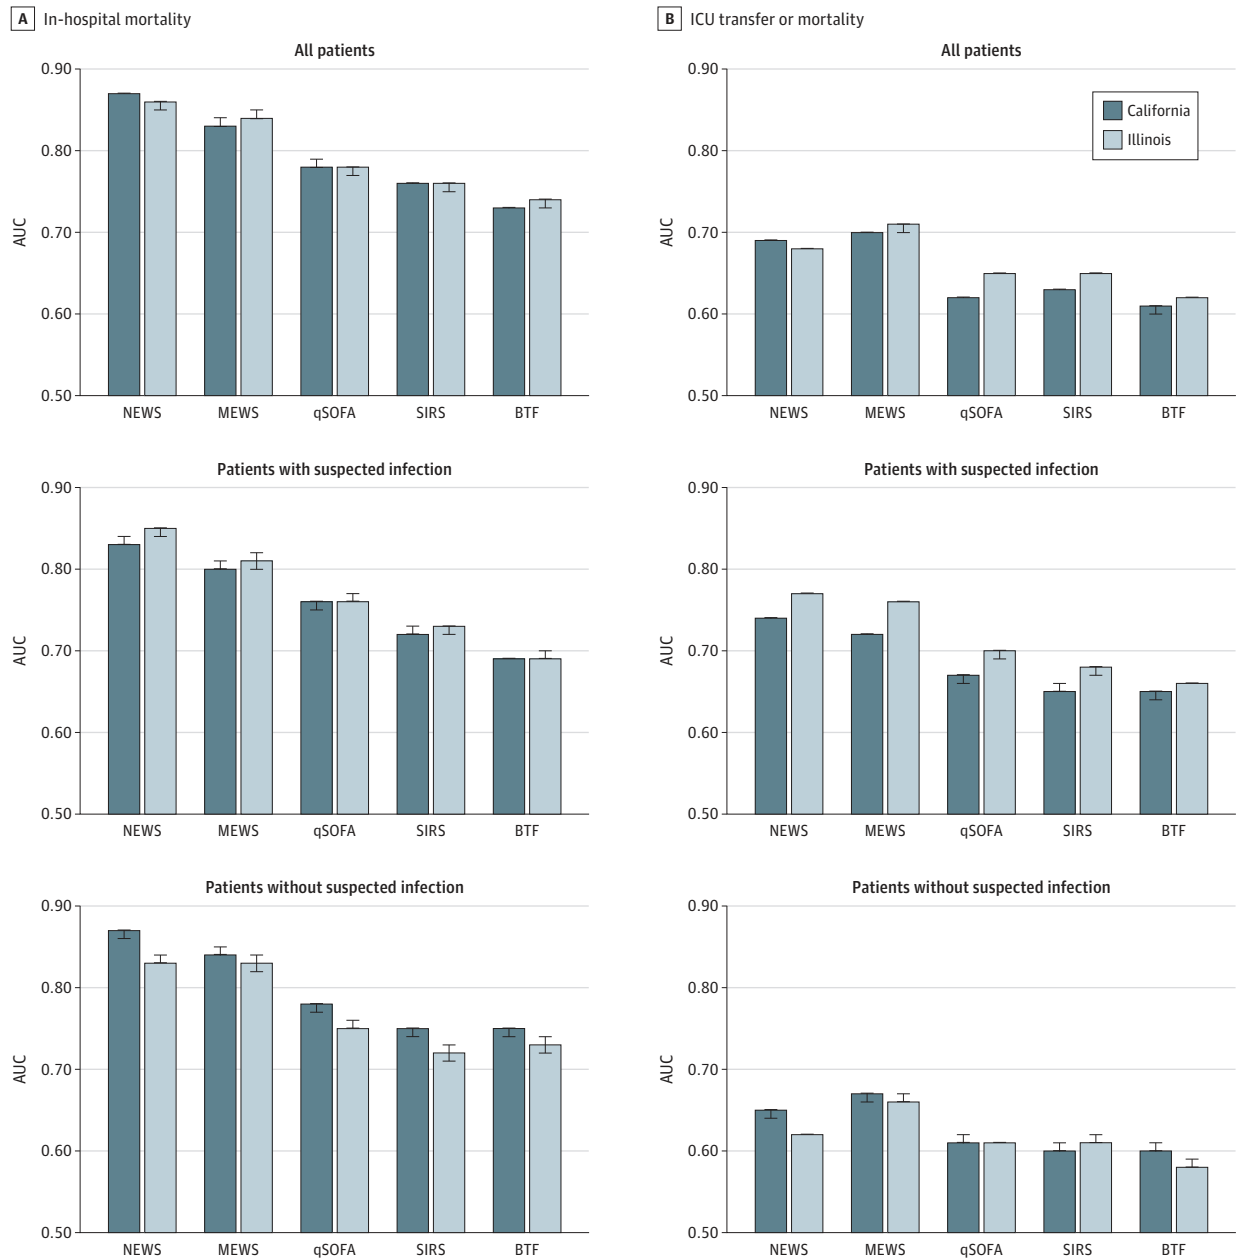 A In-hospital mortality
All patients
0.90
0.80
0.70
0.60
0.50
AUC
NEWS MEWS qSOFA SIRS BTF
Patients with suspected infection
0.90
0.80
0.70
0.60
0.50
AUC
NEWS MEWS qSOFA SIRS BTF
Patients without suspected infection
0.90
0.80
0.70
0.60
0.50
AUC
NEWS MEWS qSOFA SIRS BTF
B ICU transfer or mortality
All patients
0.90
0.80
0.70
0.60
0.50
AUC
California
Illinois
NEWS MEWS qSOFA SIRS BTF
Patients with suspected infection
0.90
0.80
0.70
0.60
0.50
AUC
NEWS MEWS qSOFA SIRS BTF
Patients without suspected infection
0.90
0.80
0.70
0.60
0.50
AUC
NEWS MEWS qSOFA SIRS BTF